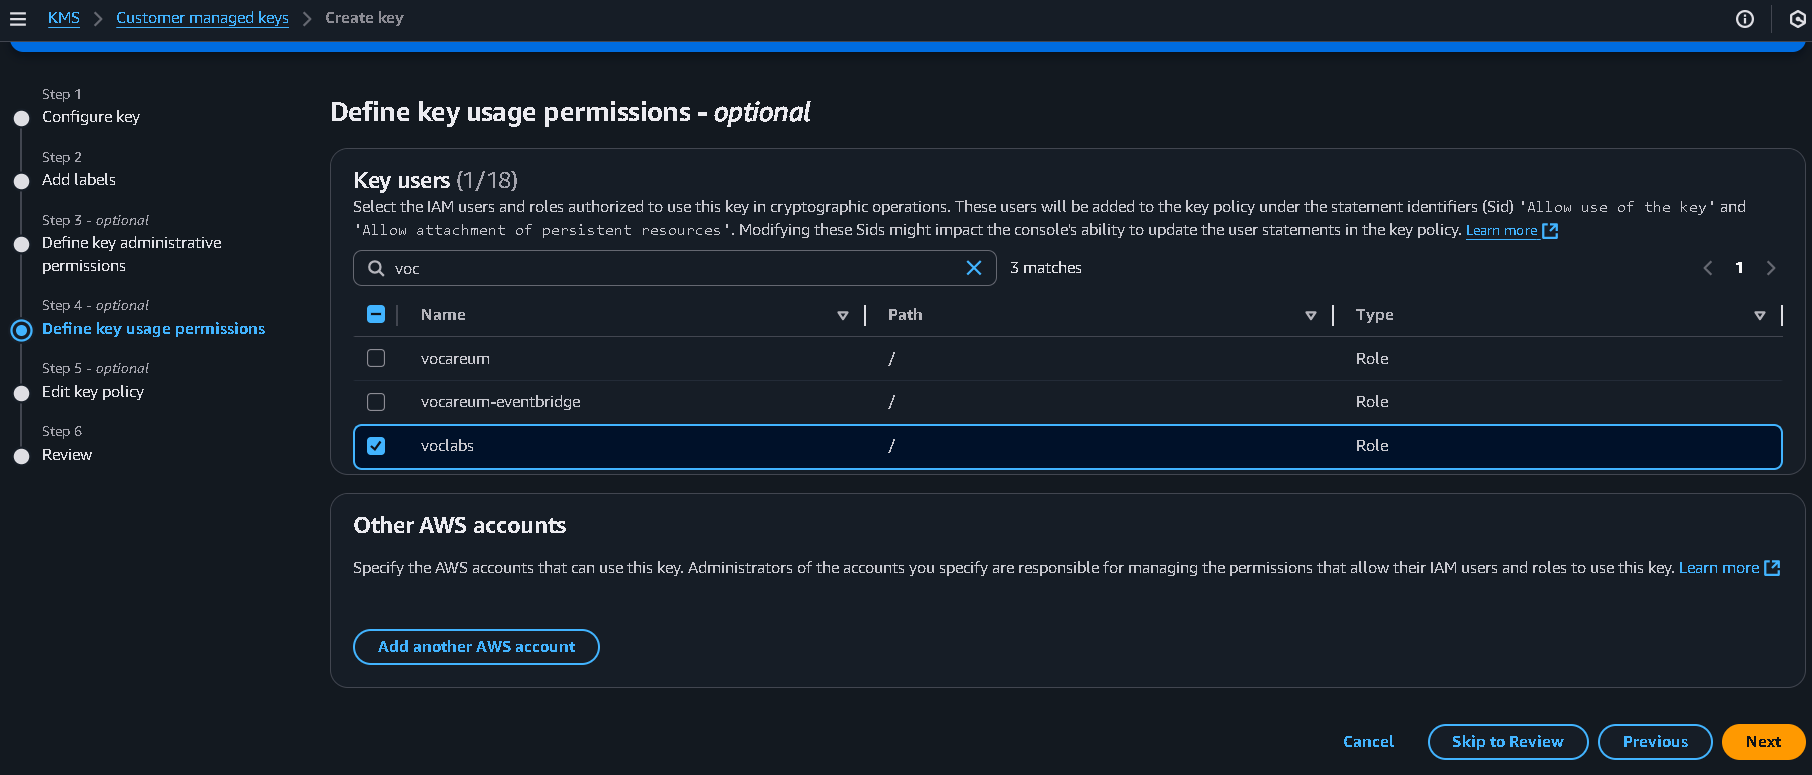 KMS > Customer managed keys > Create key
Step 1
Configure key
Step 2
Add labels
Step 3 - optional
Define key administrative
permissions
Step 4 - optional
Define key usage permissions
Step 5 - optional
Edit key policy
Step 6
Review
Define key usage permissions - optional
Key users (1/18)
Select the IAM users and roles authorized to use this key in cryptographic operations. These users will be added to the key policy under the statement identifiers (Sid) 'Allow use of the key' and
'Allow attachment of persistent resources'. Modifying these Sids might impact the console's ability to update the user statements in the key policy. Learn more
voc
3 matches
1
Name Path Type
vocareum / Role
vocareum-eventbridge / Role
voclabs / Role
Other AWS accounts
Specify the AWS accounts that can use this key. Administrators of the accounts you specify are responsible for managing the permissions that allow their IAM users and roles to use this key. Learn more
Add another AWS account
Cancel Skip to Review Previous Next